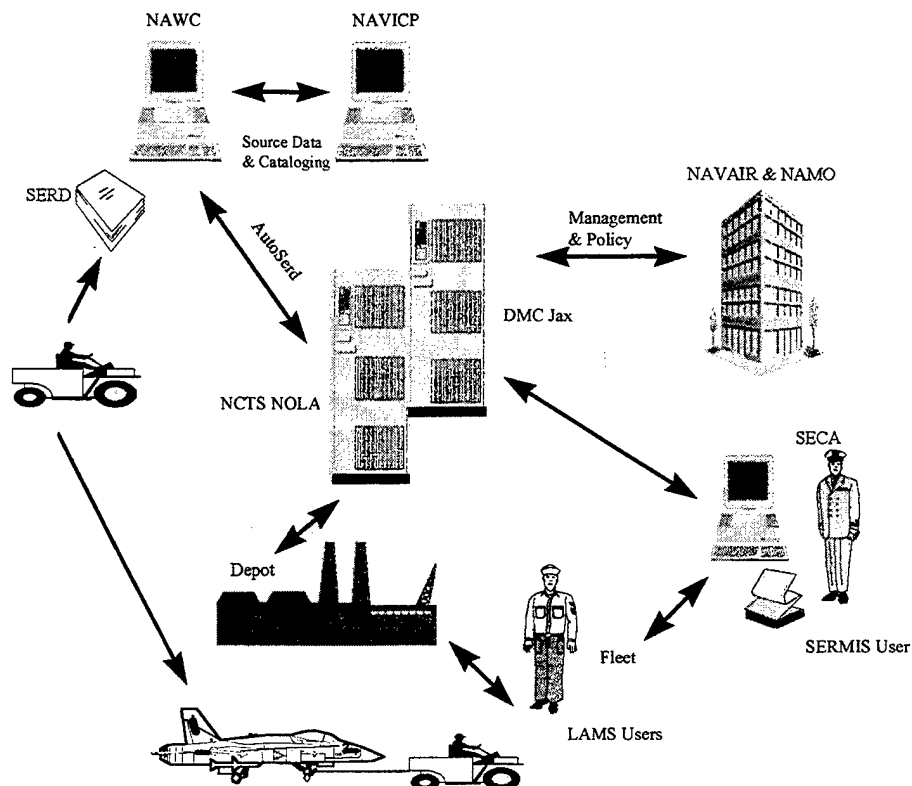 NAWC
NAVICP
Source Data
& Cataloging
SERD
NAVAIR & NAMO
Management
& Policy
AutoSerd
DMC Jax
NCTS NOLA
SECA
Depot
Fleet
SERMIS User
LAMS Users